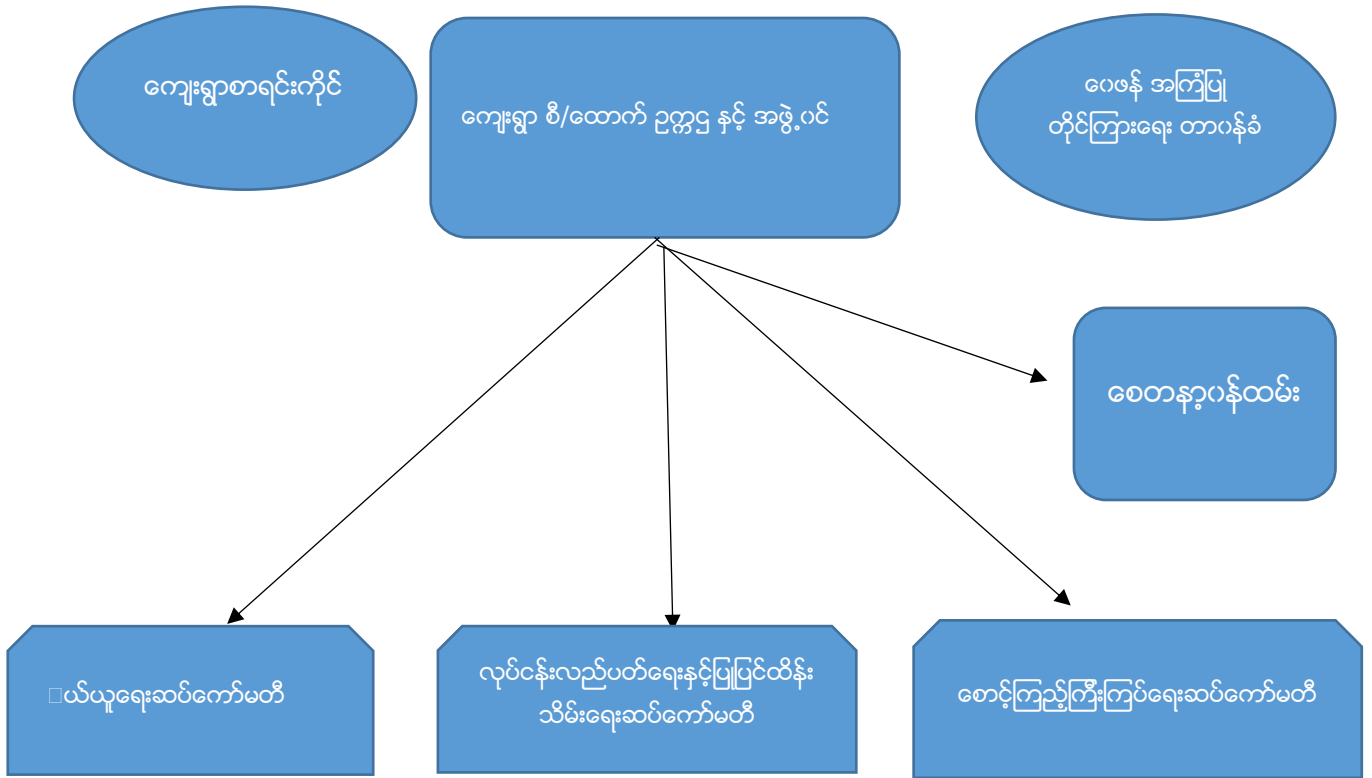 ကျေးရွာစာရင်းကိုင်
ကျေးရွာ စီ/ထောက် ဥက္ကဌ နှင့် အဖွဲ့ဝင်
ဝေဖန် အကြံပြု
တိုင်ကြားရေး တာဝန်ခံ
စေတနာ့ဝန်ထမ်း
□ယ်ယူရေးဆပ်ကော်မတီ
လုပ်ငန်းလည်ပတ်ရေးနှင့်ပြုပြင်ထိန်း
သိမ်းရေးဆပ်ကော်မတီ
စောင့်ကြည့်ကြီးကြပ်ရေးဆပ်ကော်မတီ